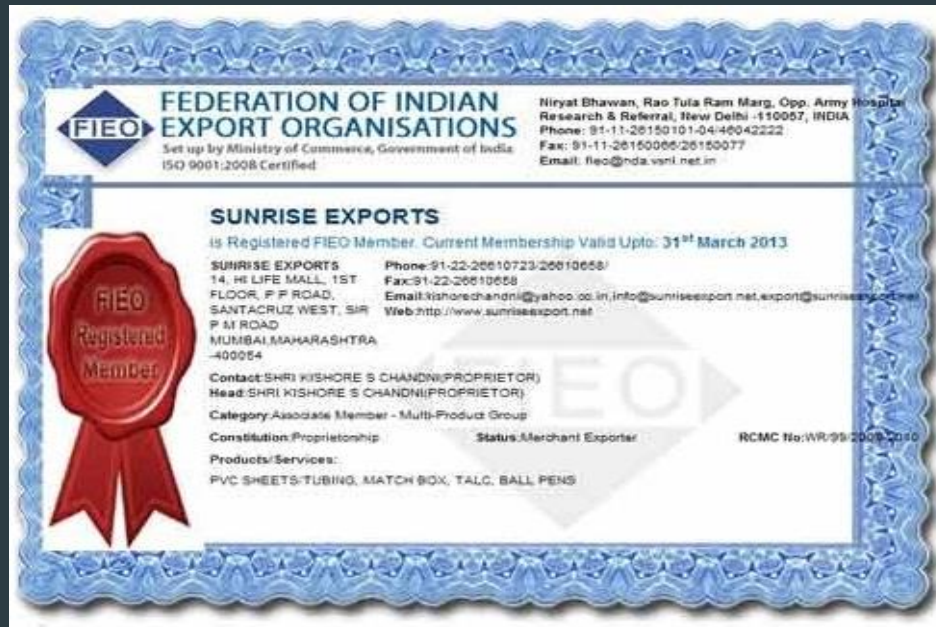 FIEO
FEDERATION OF INDIAN
EXPORT ORGANISATIONS
Set up by Ministry of Commerce, Government of India
ISO 9001:2008 Certified
Niryat Bhawan, Rao Tula Ram Marg, Opp. Army Hospital
Research & Referral, New Delhi -110057, INDIA
Phone: 91-11-26150101-04/46042222
Fax: 91-11-26150066/26150077
Email: fieo@nda.vsnl.net.in
SUNRISE EXPORTS
is Registered FIEO Member. Current Membership Valid Upto: 31st March 2013
SUNRISE EXPORTS
14, HI LIFE MALL, 1ST
FLOOR, P P ROAD,
SANTACRUZ WEST, SIR
P M ROAD
MUMBAI,MAHARASHTRA
-400054
Phone:91-22-26610723/26610658/
Fax:91-22-26610658
Email:kishorechandni@yahoo.co.in,info@sunriseexport.net,export@sunriseexport.net
Web:http://www.sunriseexport.net
FIEO
Registered
Member
Contact:SHRI KISHORE S CHANDNI(PROPRIETOR)
Head:SHRI KISHORE S CHANDNI(PROPRIETOR)
Category:Associate Member - Multi-Product Group
Constitution:Proprietorship Status:Merchant Exporter RCMC No:WR/99/2009-2010
Products/Services:
PVC SHEETS/TUBING, MATCH BOX, TALC, BALL PENS
FIEO